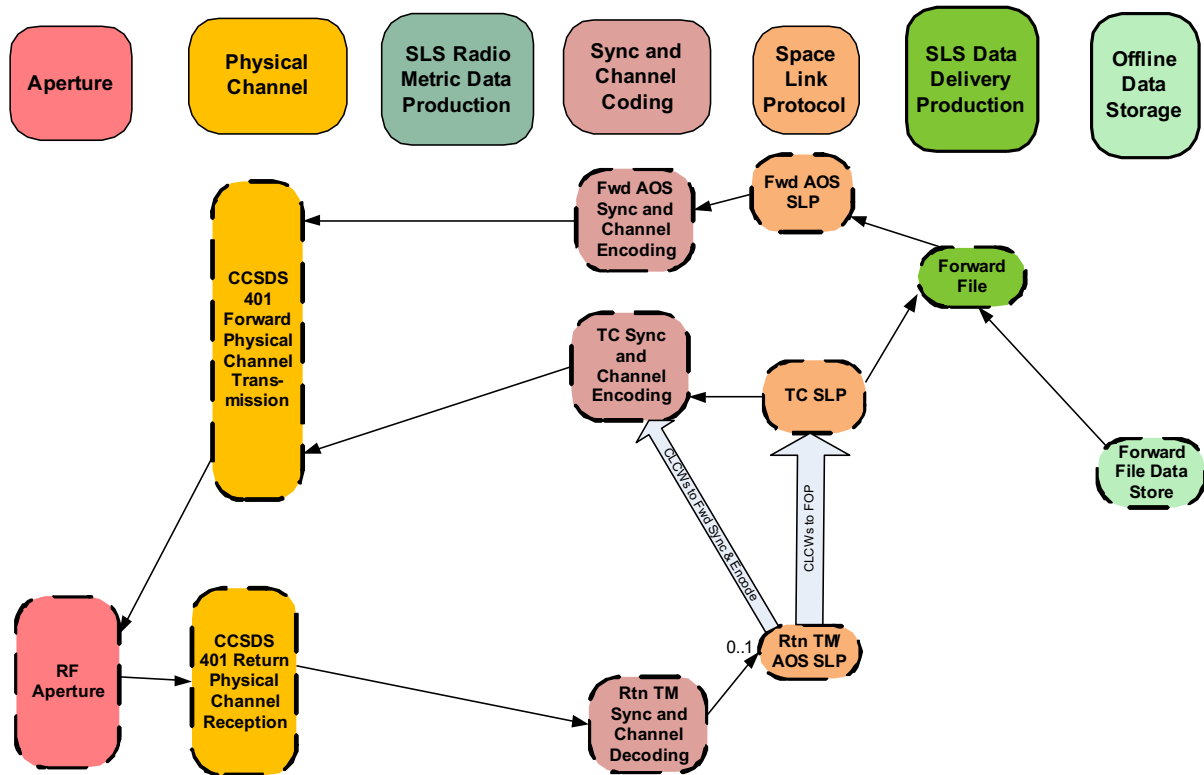 Aperture
Physical
Channel
SLS Radio
Metric Data
Production
Sync and
Channel
Coding
Space
Link
Protocol
SLS Data
Delivery
Production
Offline
Data
Storage
Fwd AOS
Sync and
Channel
Encoding
Fwd AOS
SLP
Forward
File
CCSDS
401
Forward
Physical
Channel
Trans-
mission
TC Sync
and
Channel
Encoding
TC SLP
Forward
File Data
Store
CLCWs to Fwd Sync & Encode
CLCWs to FOP
RF
Aperture
CCSDS
401 Return
Physical
Channel
Reception
Rtn TM
Sync and
Channel
Decoding
0..1
Rtn TM/
AOS SLP